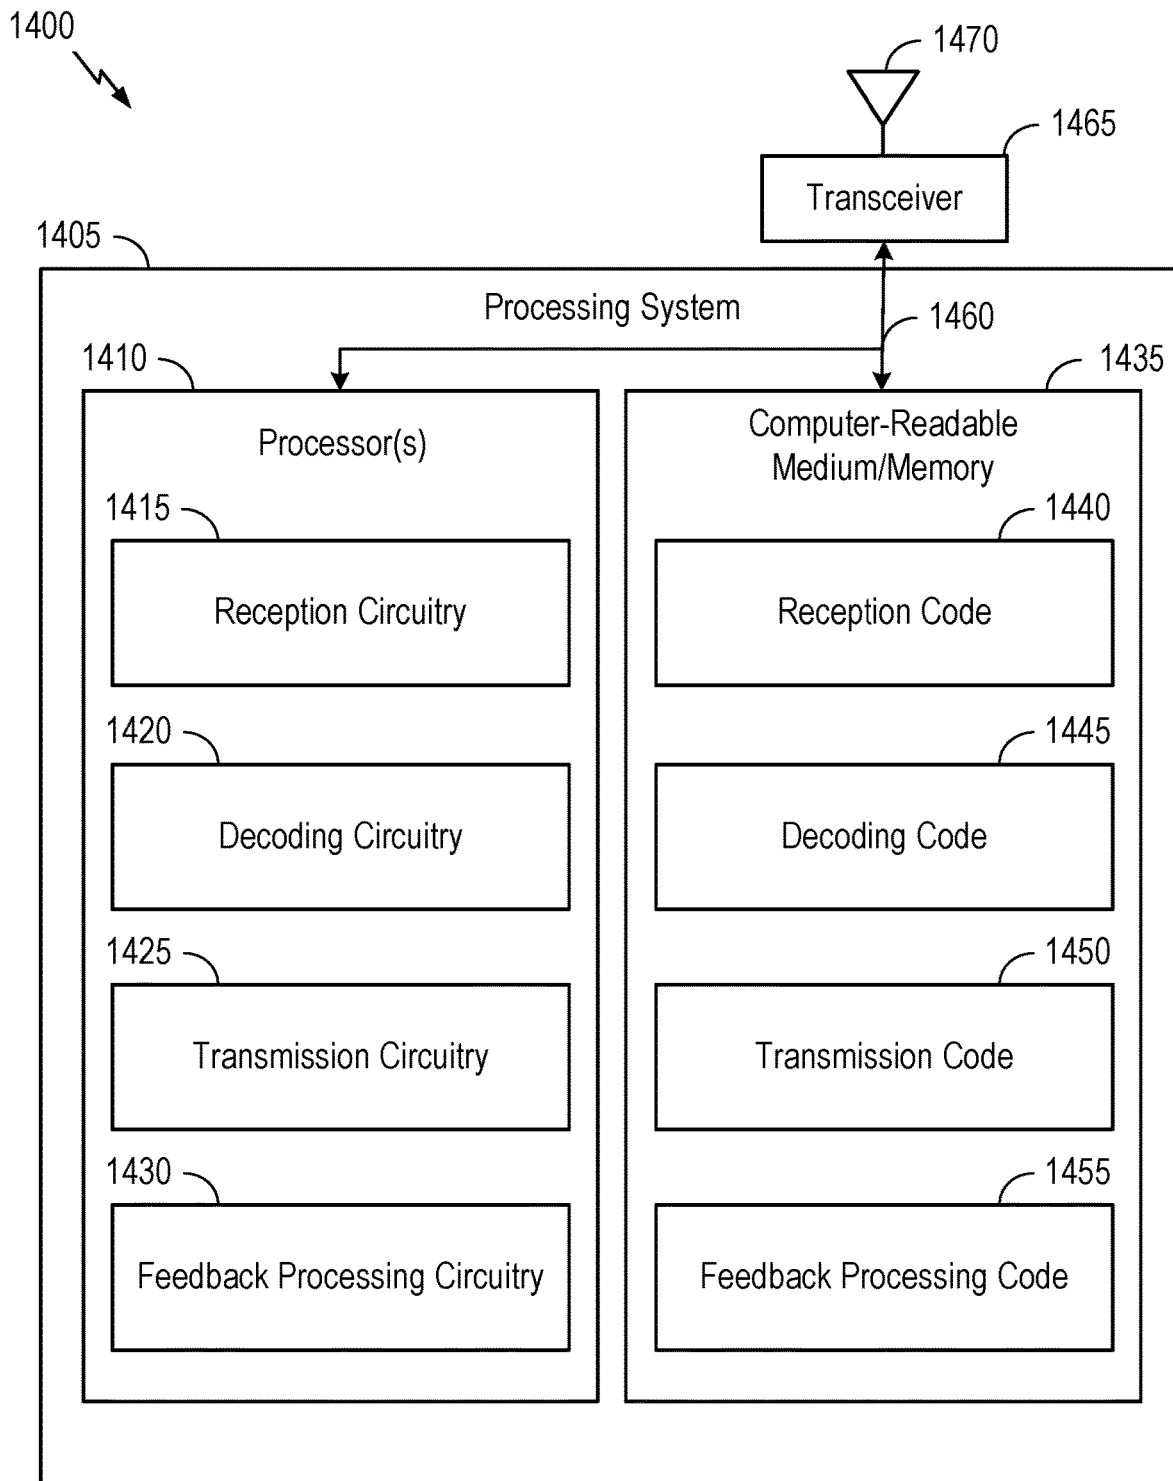 1400
1470
1465
Transceiver
1405
Processing System
1460
1410
1435
Processor(s)
Computer-Readable
Medium/Memory
1415
1440
Reception Circuitry
Reception Code
1420
1445
Decoding Circuitry
Decoding Code
1425
1450
Transmission Circuitry
Transmission Code
1430
1455
Feedback Processing Circuitry
Feedback Processing Code